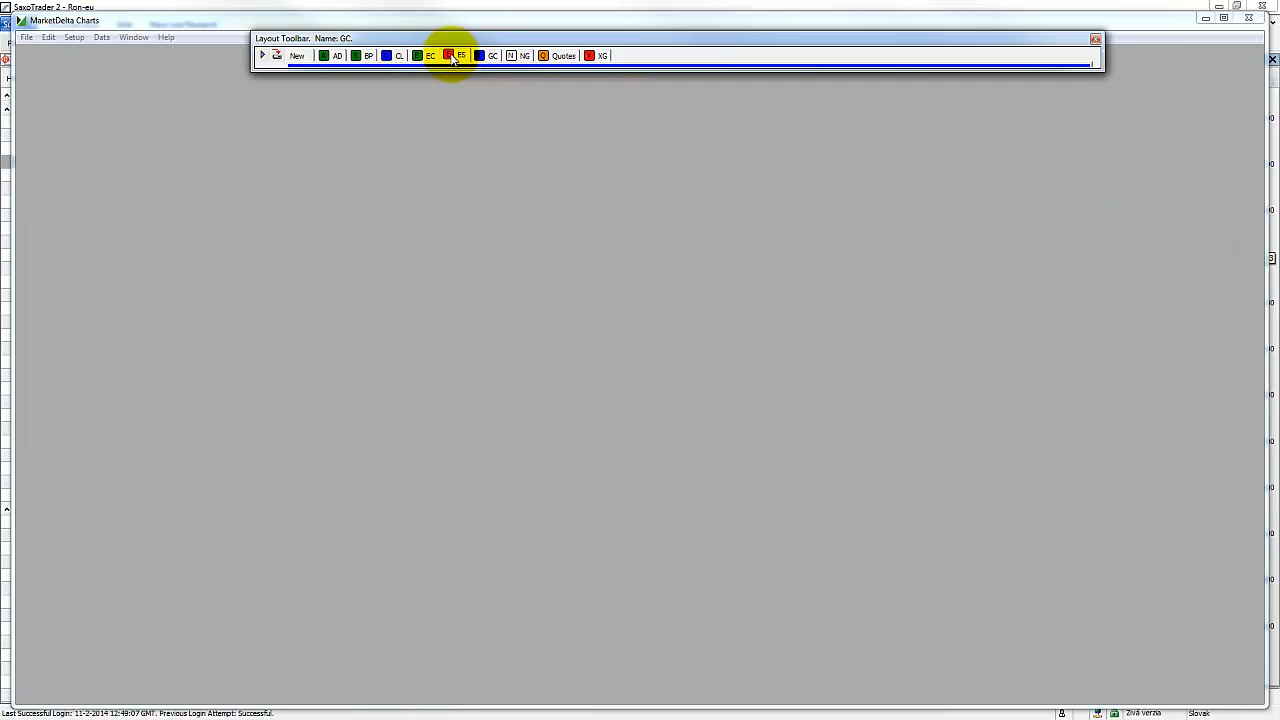 SaxoTrader 2 - Ron-eu
MarketDelta Charts
File Edit Setup Data Window Help
Layout Toolbar. Name: GC.
New AD BP CL EC ES GC N NG Q Quotes XG
1
Last Successful Login: 11-2-2014 12:49:07 GMT. Previous Login Attempt: Successful.
Živá verzia Slovak